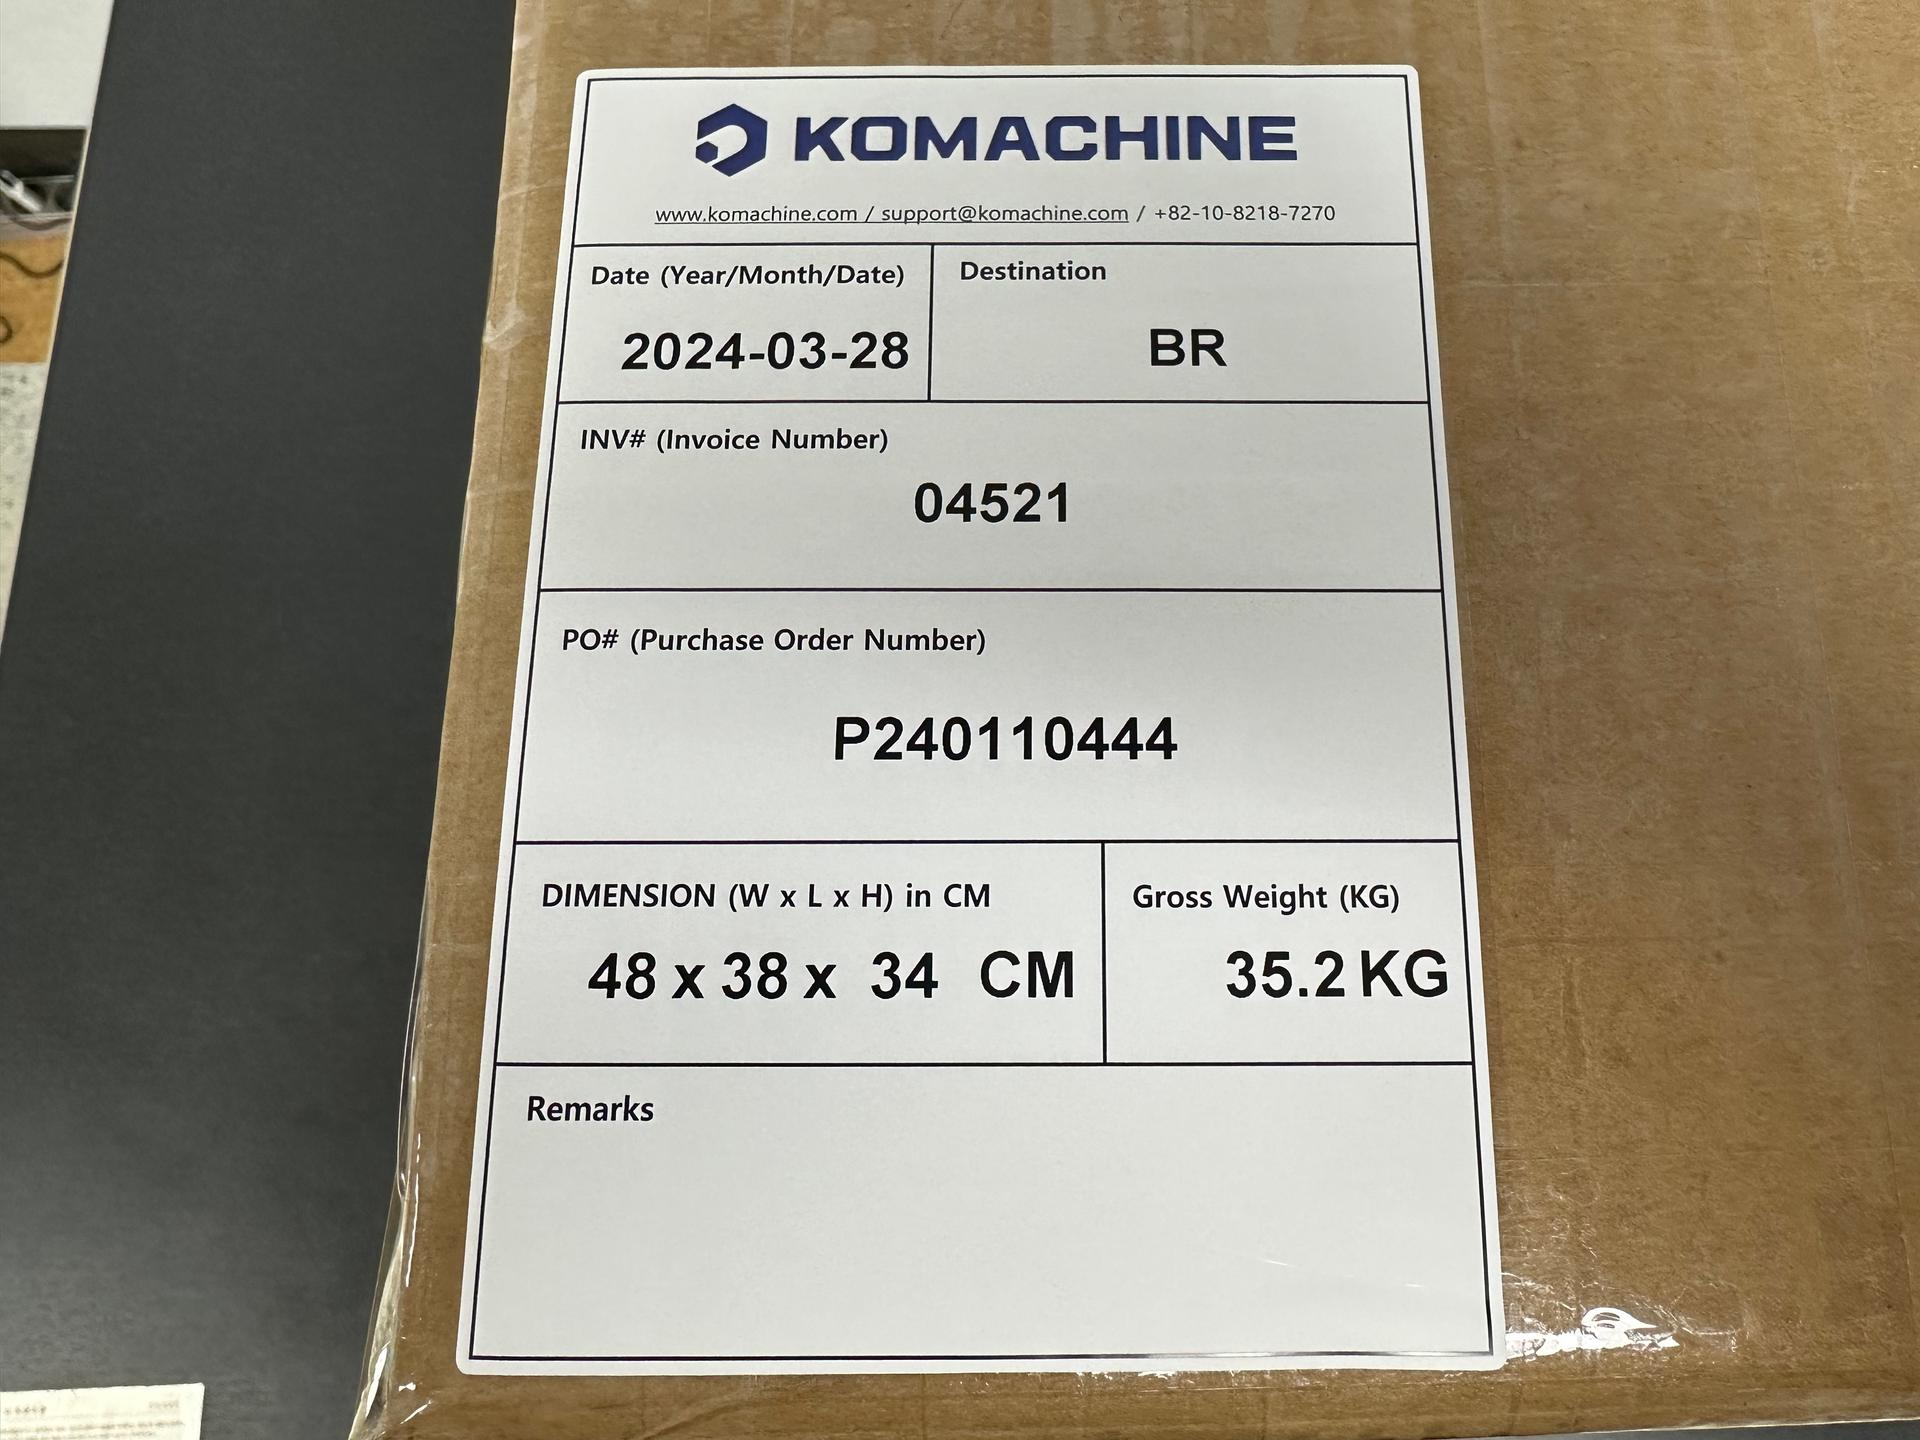 KOMACHINE
www.komachine.com / support@komachine.com / +82-10-8218-7270
Date (Year/Month/Date)
2024-03-28
Destination
BR
INV# (Invoice Number)
04521
PO# (Purchase Order Number)
P240110444
DIMENSION (W x L x H) in CM
48 x 38 x 34 CM
Gross Weight (KG)
35.2 KG
Remarks